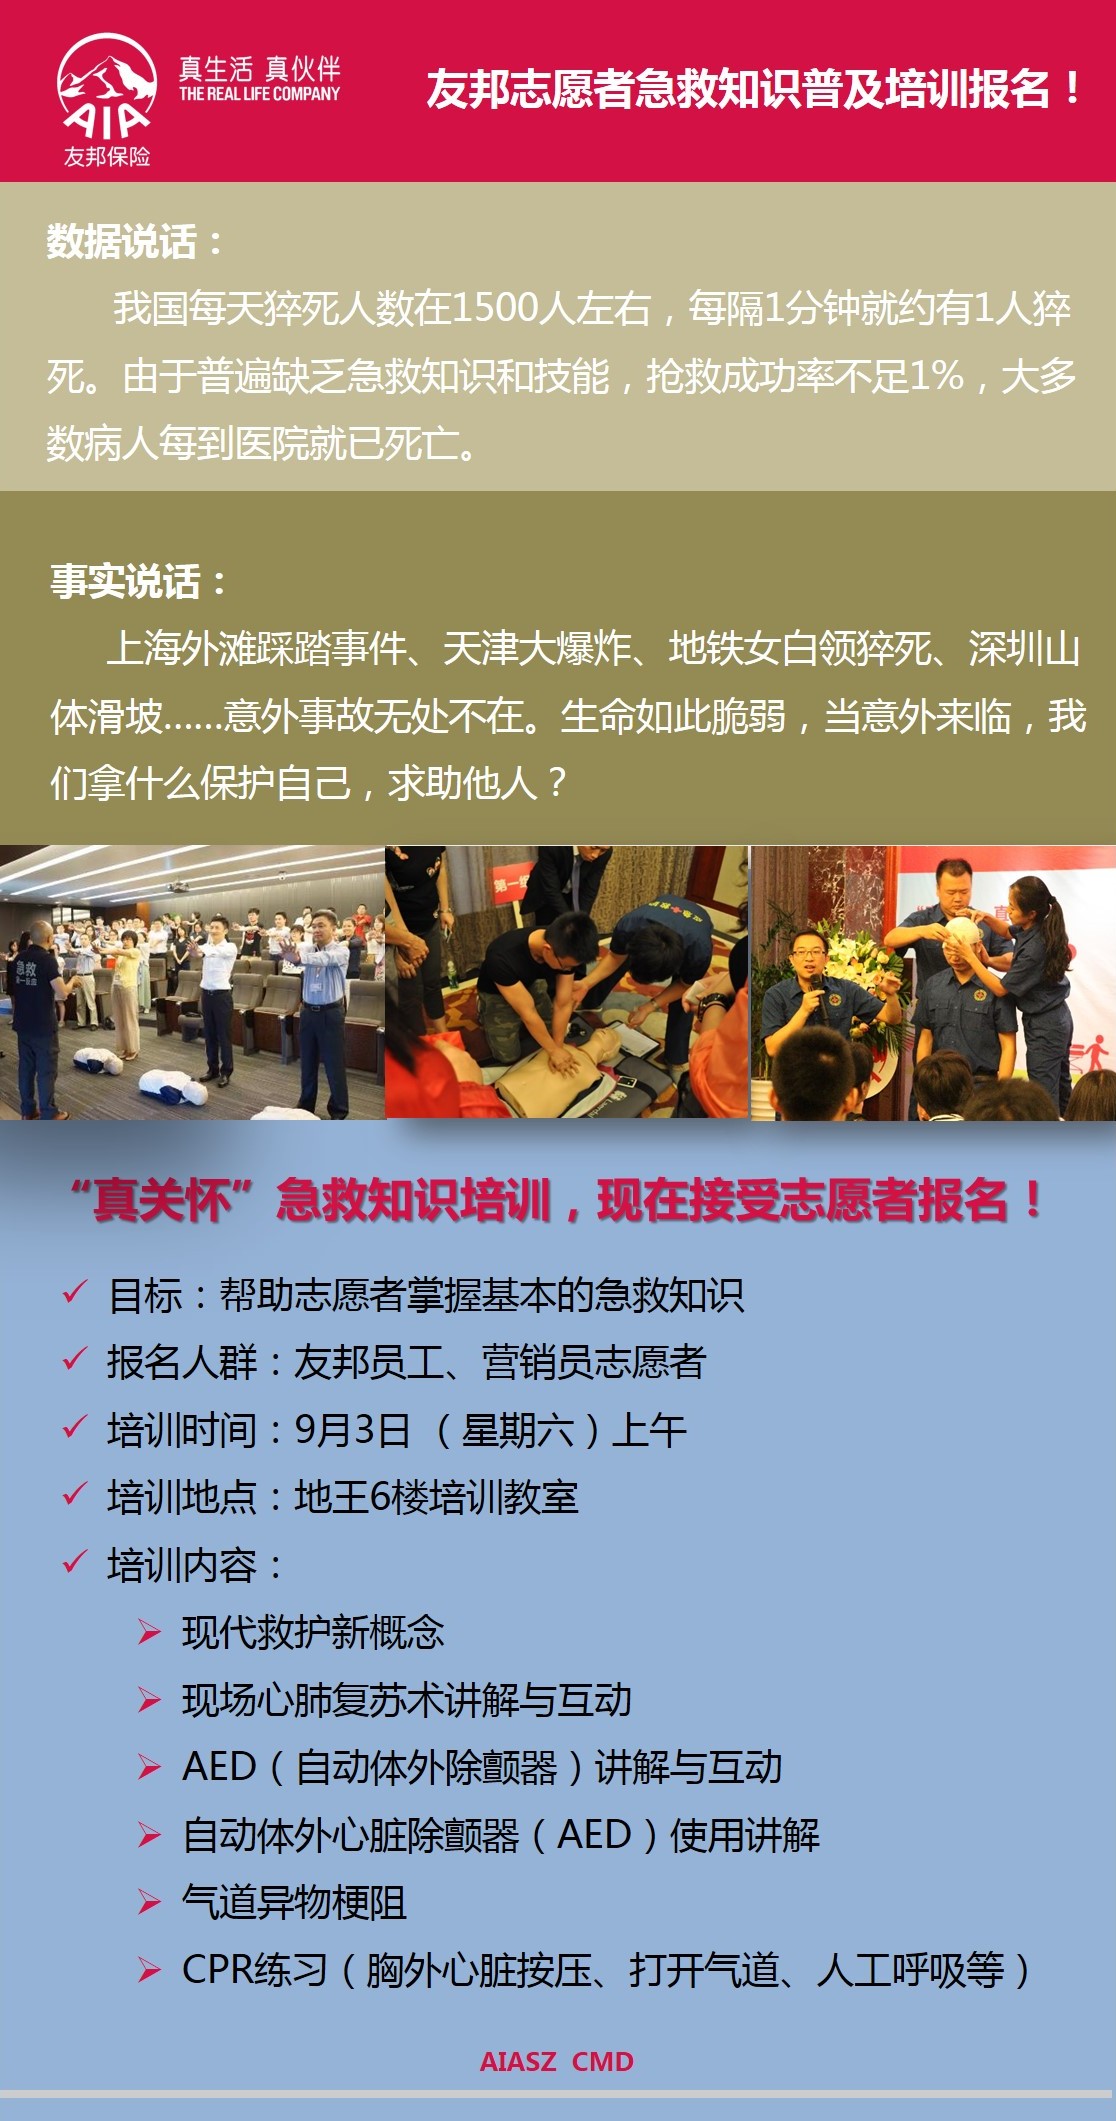 真生活 真伙伴
THE REAL LIFE COMPANY
AIA
友邦保险
友邦志愿者急救知识普及培训报名！
数据说话：
我国每天猝死人数在1500人左右，每隔1分钟就约有1人猝
死。由于普遍缺乏急救知识和技能，抢救成功率不足1%，大多
数病人每到医院就已死亡。
事实说话：
上海外滩踩踏事件、天津大爆炸、地铁女白领猝死、深圳山
体滑坡......意外事故无处不在。生命如此脆弱，当意外来临，我
们拿什么保护自己，求助他人？
急救
第一
“真关怀”急救知识培训，现在接受志愿者报名！
目标：帮助志愿者掌握基本的急救知识
报名人群：友邦员工、营销员志愿者
培训时间：9月3日（星期六）上午
培训地点：地王6楼培训教室
培训内容：
现代救护新概念
现场心肺复苏术讲解与互动
AED（自动体外除颤器）讲解与互动
自动体外心脏除颤器（AED）使用讲解
气道异物梗阻
CPR练习（胸外心脏按压、打开气道、人工呼吸等）
AIASZ CMD